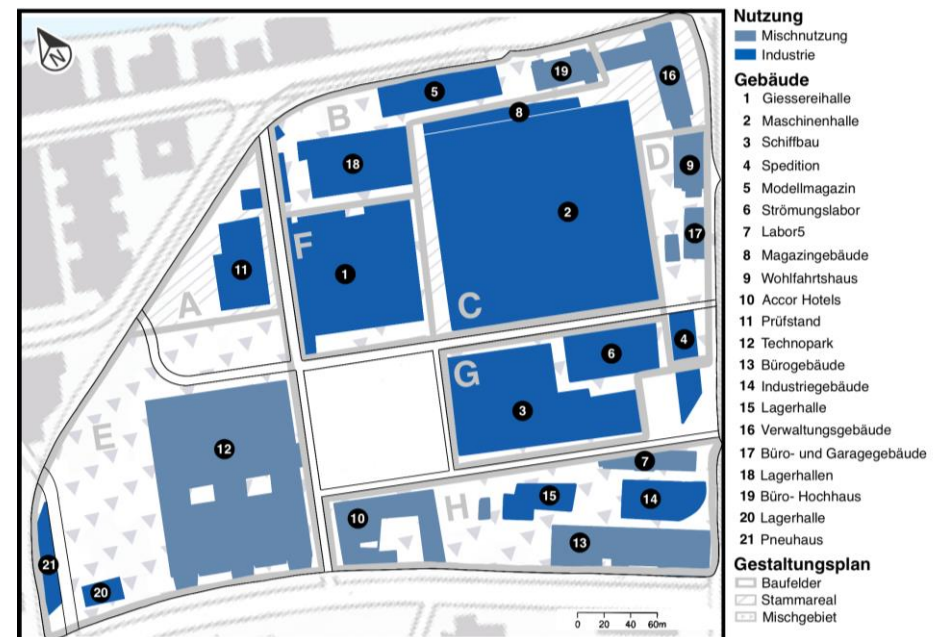 N
19
16
5
8
B
18
D
9
2
17
F
1
11
A
C
6
4
G
3
E
12
7
15
14
10
H
13
21
20
0 20 40 60m
Nutzung
Mischnutzung
Industrie
Gebäude
1 Giessereihalle
2 Maschinenhalle
3 Schiffbau
4 Spedition
5 Modellmagazin
6 Strömungslabor
7 Labor5
8 Magazingebäude
9 Wohlfahrtshaus
10 Accor Hotels
11 Prüfstand
12 Technopark
13 Bürogebäude
14 Industriegebäude
15 Lagerhalle
16 Verwaltungsgebäude
17 Büro- und Garagegebäude
18 Lagerhallen
19 Büro- Hochhaus
20 Lagerhalle
21 Pneuhaus
Gestaltungsplan
Baufelder
Stammareal
Mischgebiet